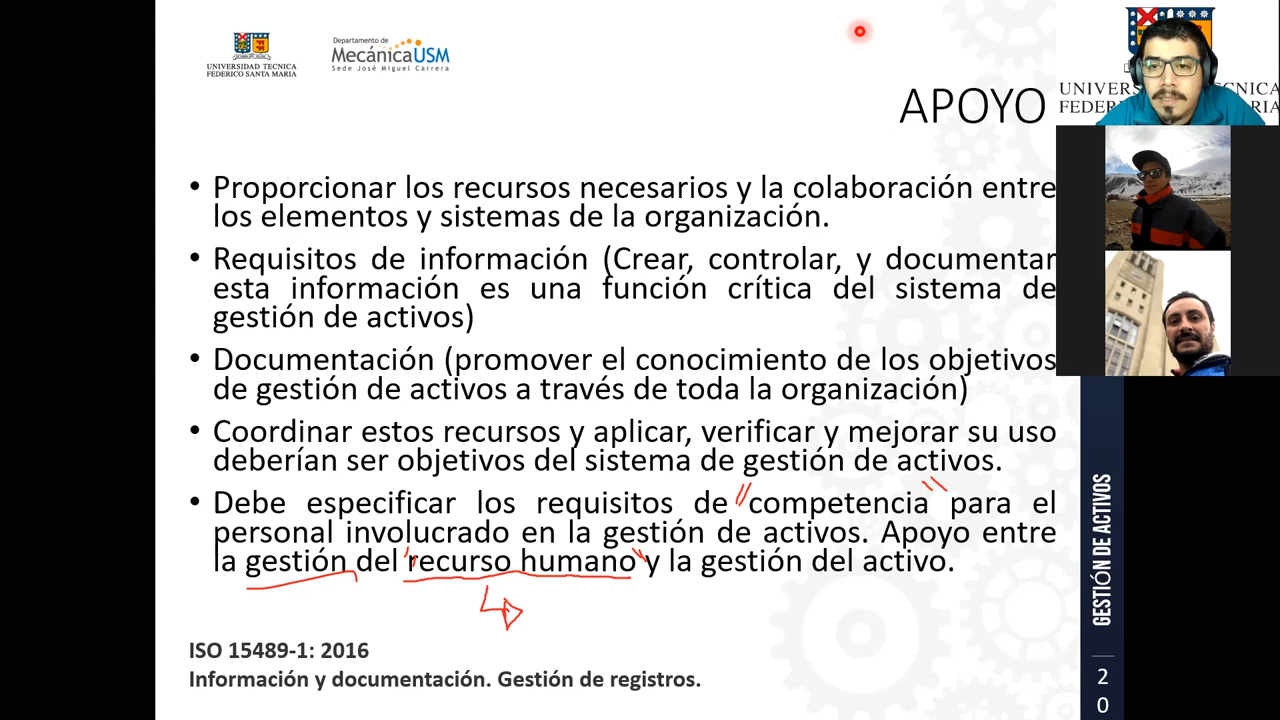 UNIVERSIDAD TECNICA
FEDERICO SANTA MARIA
Departamento de
MecánicaUSM
Sede José Miguel Carrera
APOYO
• Proporcionar los recursos necesarios y la colaboración entre
los elementos y sistemas de la organización.
• Requisitos de información (Crear, controlar, y documentar
esta información es una función crítica del sistema de
gestión de activos)
• Documentación (promover el conocimiento de los objetivos
de gestión de activos a través de toda la organización)
• Coordinar estos recursos y aplicar, verificar y mejorar su uso
deberían ser objetivos del sistema de gestión de activos.
• Debe especificar los requisitos de competencia para el
personal involucrado en la gestión de activos. Apoyo entre
la gestión del recurso humano y la gestión del activo.
ISO 15489-1: 2016
Información y documentación. Gestión de registros.
GESTIÓN DE ACTIVOS
20